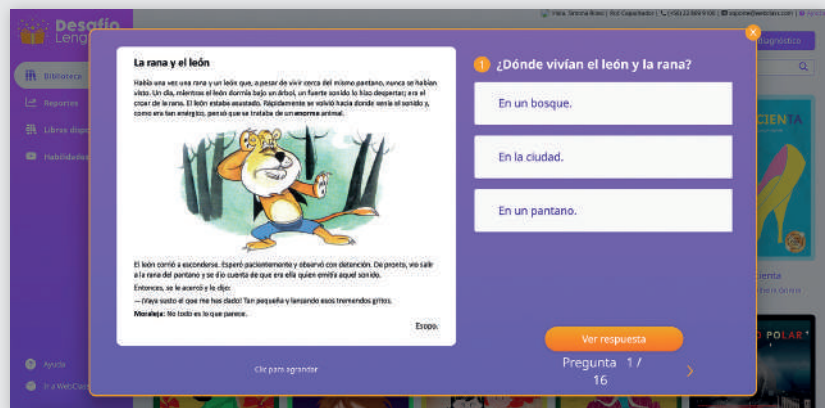 Desafío
Leng
Biblioteca
Reportes
Libros disp
Habilidades
Ayuda
Ir a WebClass
diagnóstico
La rana y el león
Había una vez una rana y un león que, a pesar de vivir cerca del mismo pantano, nunca se habían
visto. Un día, mientras el león dormía bajo un árbol, un fuerte sonido lo hizo despertar; era el
croar de la rana. El león estaba asustado. Rápidamente se volvió hacia donde venía el sonido y,
como era tan enérgico, pensó que se trataba de un enorme animal.
El león corrió a esconderse. Esperó pacientemente y observó con detención. De pronto, vio salir
a la rana del pantano y se dio cuenta de que era ella quien emitía aquel sonido.
Entonces, se le acercó y le dijo:
— ¡Vaya susto el que me has dado! Tan pequeña y lanzando esos tremendos gritos.
Moraleja: No todo es lo que parece.
Esopo.
Clic para agrandar
1 ¿Dónde vivían el león y la rana?
En un bosque.
En la ciudad.
En un pantano.
Ver respuesta
Pregunta 1 /
16
CIENTA
ienta
O POLAR